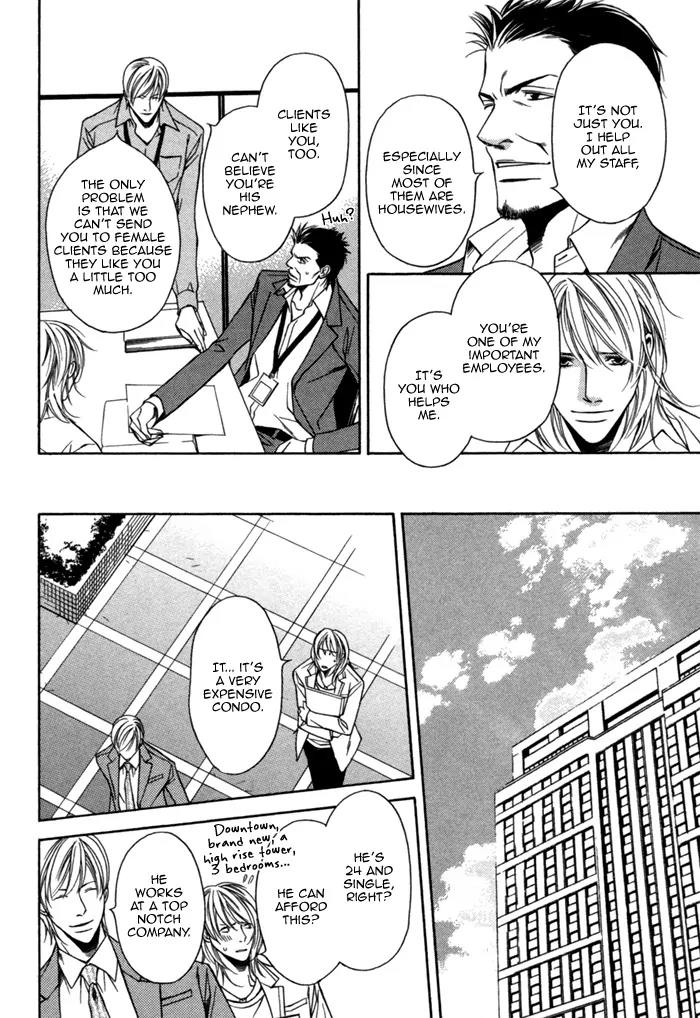 IT'S NOT
JUST YOU.
I HELP
OUT ALL
MY STAFF,
ESPECIALLY
SINCE
MOST OF
THEM ARE
HOUSEWIVES.
CLIENTS
LIKE
YOU,
TOO.
CAN'T
BELIEVE
YOU'RE
HIS
NEPHEW.
Huh?
THE ONLY
PROBLEM
IS THAT WE
CAN'T SEND
YOU TO FEMALE
CLIENTS BECAUSE
THEY LIKE YOU
A LITTLE TOO
MUCH.
YOU'RE
ONE OF MY
IMPORTANT
EMPLOYEES.
IT'S
YOU WHO
HELPS
ME.
IT... IT'S
A VERY
EXPENSIVE
CONDO.
HE'S
24 AND
SINGLE,
RIGHT?
HE CAN
AFFORD
THIS?
Downtown,
brand new, a
high rise tower,
3 bedrooms...
HE
WORKS
AT A TOP
NOTCH
COMPANY.